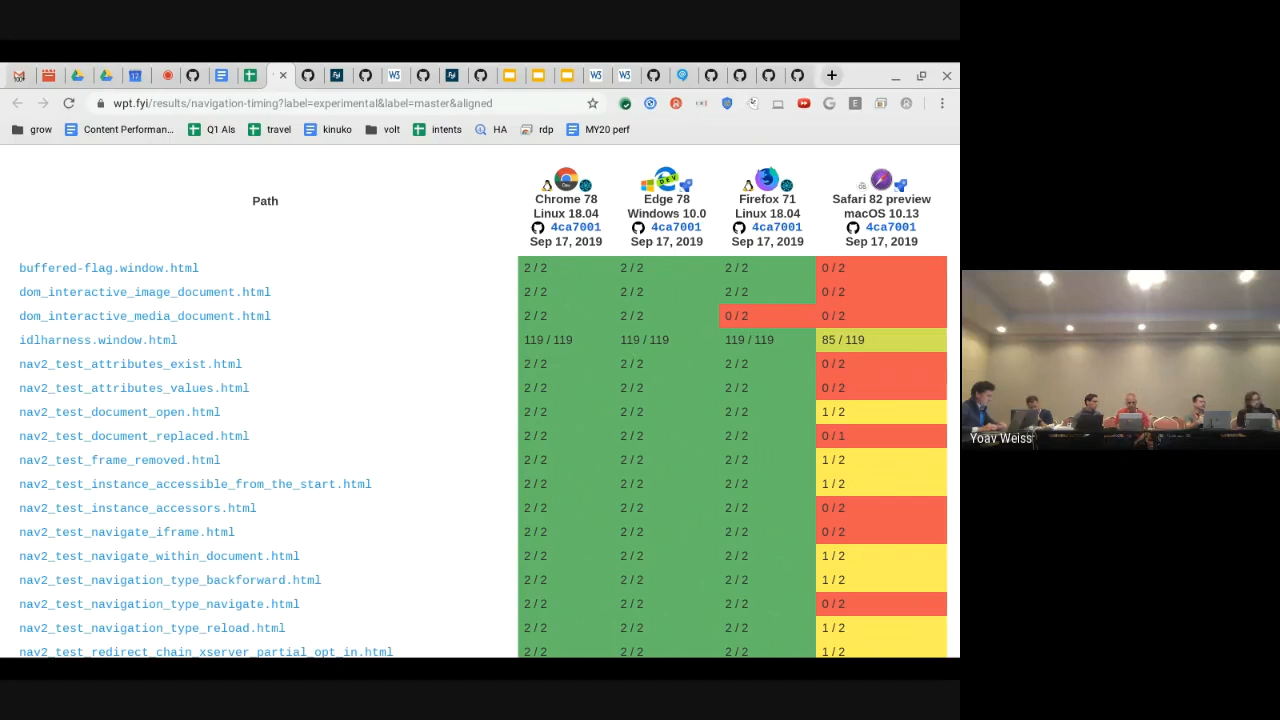 wpt.fyi/results/navigation-timing?label=experimental&label=master&aligned
grow Content Performan... Q1 AIs travel kinuko volt intents HA rdp MY20 perf
Path
Chrome 78 Edge 78 Firefox 71 Safari 82 preview
Linux 18.04 Windows 10.0 Linux 18.04 macOS 10.13
4ca7001 4ca7001 4ca7001 4ca7001
Sep 17, 2019 Sep 17, 2019 Sep 17, 2019 Sep 17, 2019
buffered-flag.window.html 2 / 2 2 / 2 2 / 2 0 / 2
dom_interactive_image_document.html 2 / 2 2 / 2 2 / 2 0 / 2
dom_interactive_media_document.html 2 / 2 2 / 2 0 / 2 0 / 2
idlharness.window.html 119 / 119 119 / 119 119 / 119 85 / 119
nav2_test_attributes_exist.html 2 / 2 2 / 2 2 / 2 0 / 2
nav2_test_attributes_values.html 2 / 2 2 / 2 2 / 2 0 / 2
nav2_test_document_open.html 2 / 2 2 / 2 2 / 2 1 / 2
nav2_test_document_replaced.html 2 / 2 2 / 2 2 / 2 0 / 1
nav2_test_frame_removed.html 2 / 2 2 / 2 2 / 2 1 / 2
nav2_test_instance_accessible_from_the_start.html 2 / 2 2 / 2 2 / 2 1 / 2
nav2_test_instance_accessors.html 2 / 2 2 / 2 2 / 2 0 / 2
nav2_test_navigate_iframe.html 2 / 2 2 / 2 2 / 2 0 / 2
nav2_test_navigate_within_document.html 2 / 2 2 / 2 2 / 2 1 / 2
nav2_test_navigation_type_backforward.html 2 / 2 2 / 2 2 / 2 1 / 2
nav2_test_navigation_type_navigate.html 2 / 2 2 / 2 2 / 2 0 / 2
nav2_test_navigation_type_reload.html 2 / 2 2 / 2 2 / 2 1 / 2
nav2_test_redirect_chain_xserver_partial_opt_in.html 2 / 2 2 / 2 2 / 2 1 / 2
Yoav Weiss